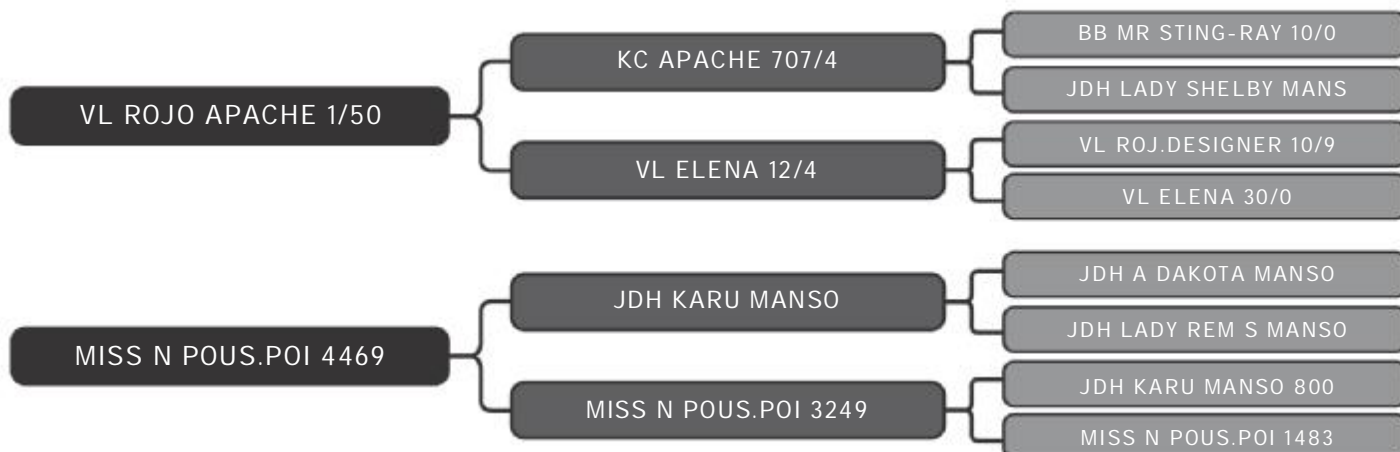 VL ROJO APACHE 1/50
KC APACHE 707/4
BB MR STING-RAY 10/0
JDH LADY SHELBY MANS
VL ELENA 12/4
VL ROJ.DESIGNER 10/9
VL ELENA 30/0
MISS N POUS.POI 4469
JDH KARU MANSO
JDH A DAKOTA MANSO
JDH LADY REM S MANSO
MISS N POUS.POI 3249
JDH KARU MANSO 800
MISS N POUS.POI 1483